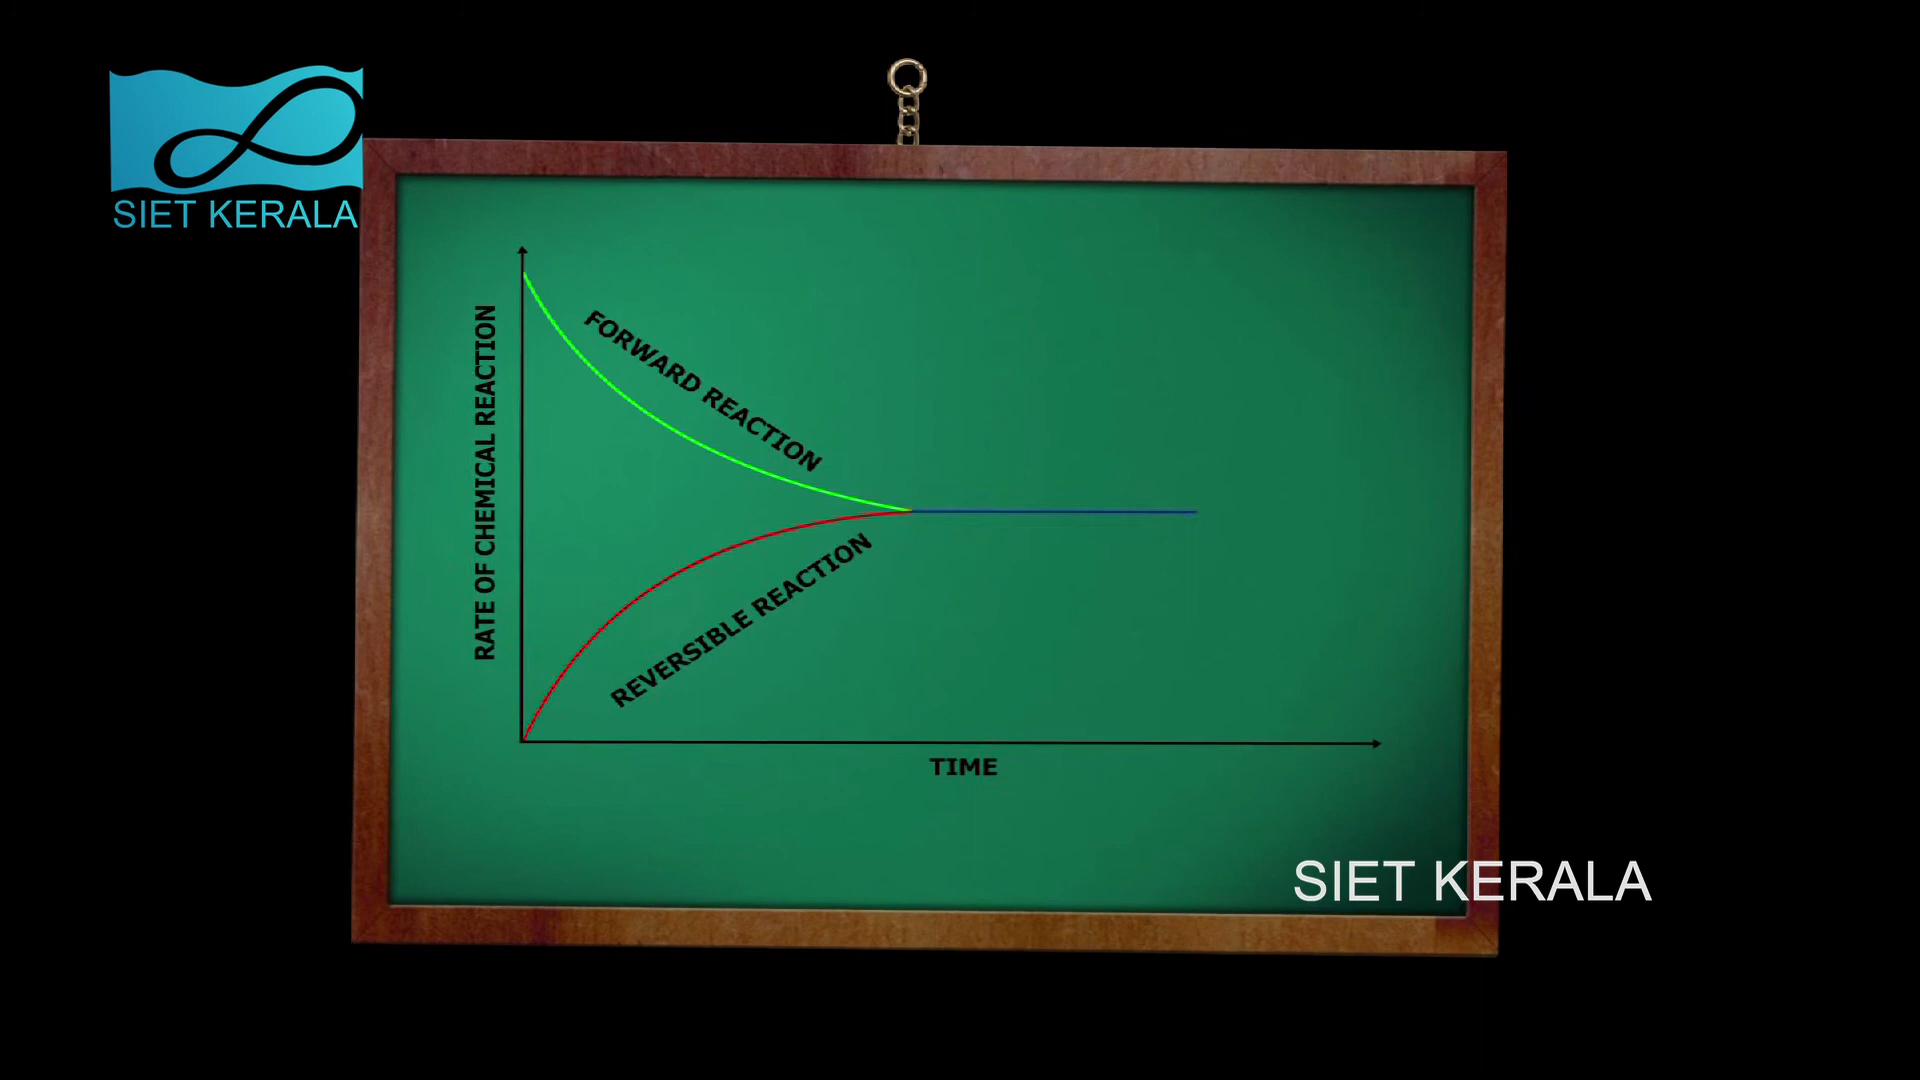 SIET KERALA
RATE OF CHEMICAL REACTION
FORWARD REACTION
REVERSIBLE REACTION
TIME
SIET KERALA